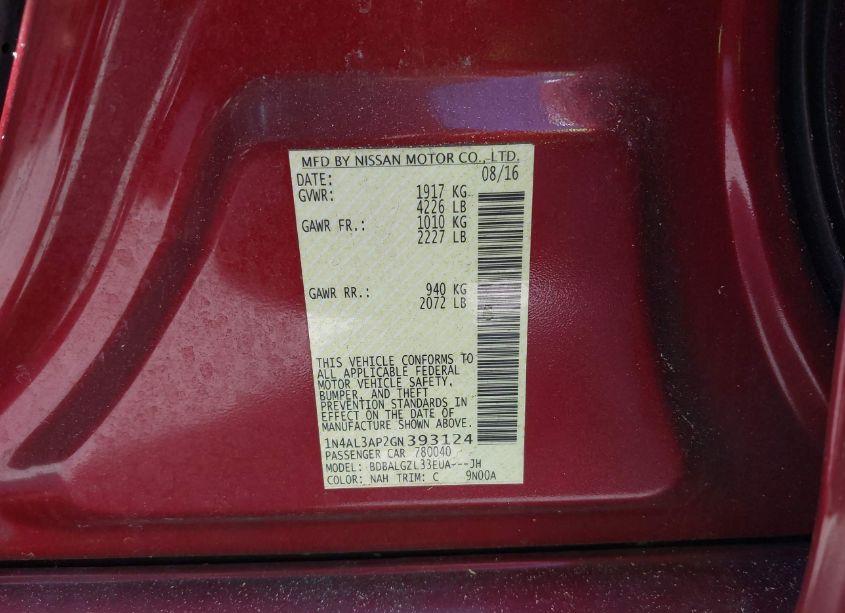 MFD BY NISSAN MOTOR CO., LTD.
DATE: 08/16
GVWR: 1917 KG
4226 LB
GAWR FR.: 1010 KG
2227 LB
GAWR RR.: 940 KG
2072 LB
THIS VEHICLE CONFORMS TO
ALL APPLICABLE FEDERAL
MOTOR VEHICLE SAFETY,
BUMPER, AND THEFT
PREVENTION STANDARDS IN
EFFECT ON THE DATE OF
MANUFACTURE SHOWN ABOVE.
1N4AL3AP2GN393124
PASSENGER CAR 780040
MODEL: BDBALGZL33EUA---JH
COLOR: NAH TRIM: C 9N00A